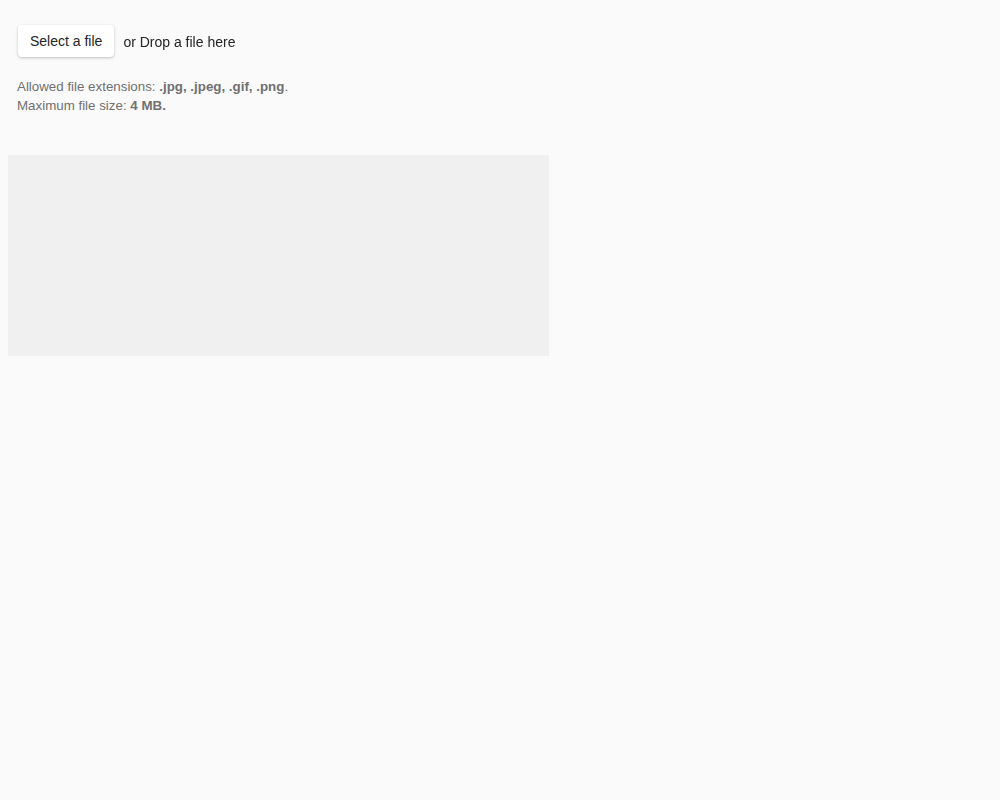 Select a file or Drop a file here
Allowed file extensions: .jpg, .jpeg, .gif, .png.
Maximum file size: 4 MB.